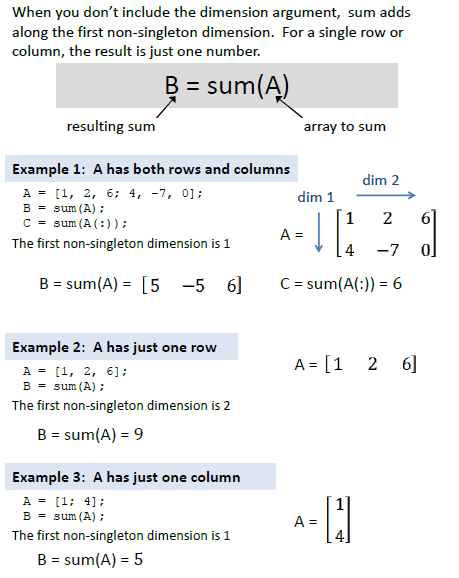 When you don't include the dimension argument,  sum adds
along the first non-singleton dimension.  For a single row or
column, the result is just one number.
B = sum(A)
resulting sum
array to sum
Example 1:  A has both rows and columns
A = [1, 2, 6; 4, -7, 0];
B = sum(A);
C = sum(A(:));
The first non-singleton dimension is 1
dim 2
dim 1
A = [1 2 6
4 −7 0]
B = sum(A) = [5 −5 6]
C = sum(A(:)) = 6
Example 2:  A has just one row
A = [1, 2, 6];
B = sum(A);
The first non-singleton dimension is 2
A = [1 2 6]
B = sum(A) = 9
Example 3:  A has just one column
A = [1; 4];
B = sum(A);
The first non-singleton dimension is 1
A = [1
4]
B = sum(A) = 5